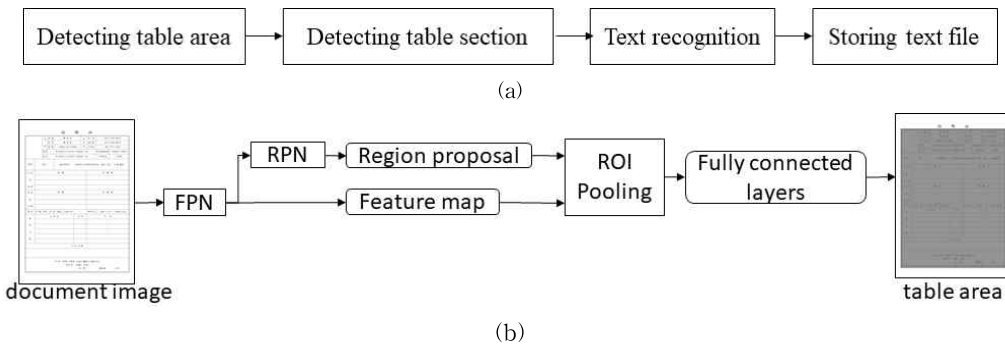 Detecting table area
Detecting table section
Text recognition
Storing text file
(a)
RPN
Region proposal
ROI
Pooling
Fully connected
layers
FPN
Feature map
document image
table area
(b)